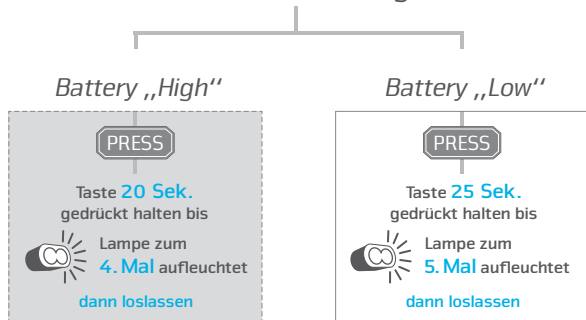 Battery „High“
PRESS
Taste 20 Sek.
gedrückt halten bis
Lampe zum
4. Mal aufleuchtet
dann loslassen
Battery „Low“
PRESS
Taste 25 Sek.
gedrückt halten bis
Lampe zum
5. Mal aufleuchtet
dann loslassen